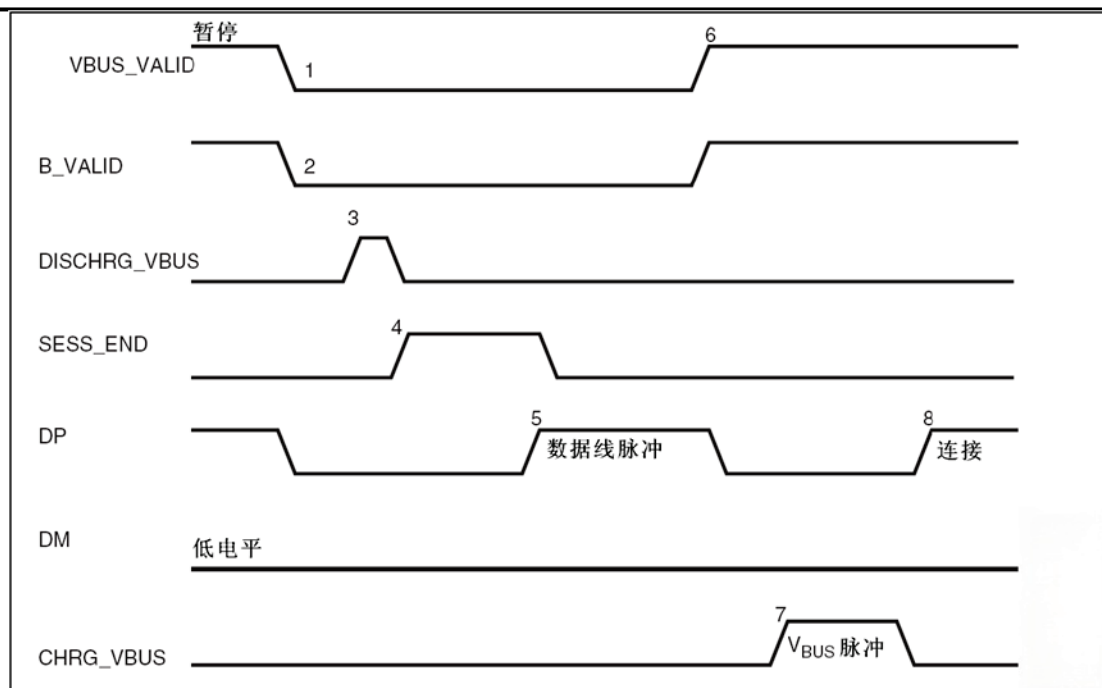 暂停
VBUS_VALID
1
6
B_VALID
2
DISCHRG_VBUS
3
SESS_END
4
DP
5
数据线脉冲
8
连接
DM
低电平
CHRG_VBUS
7
VBUS 脉冲